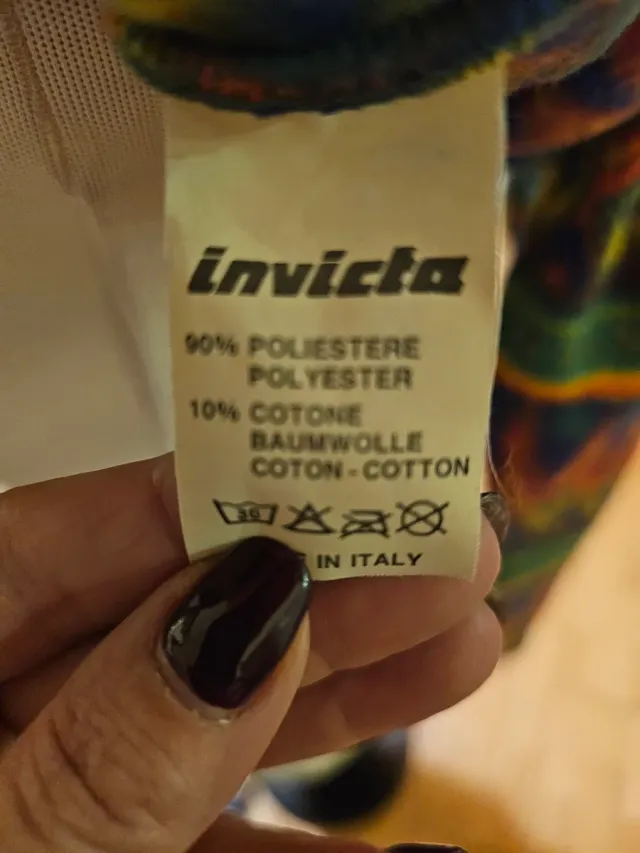 invicta
90% POLIESTERE
POLYESTER
10% COTONE
BAUMWOLLE
COTON - COTTON
30
IN ITALY